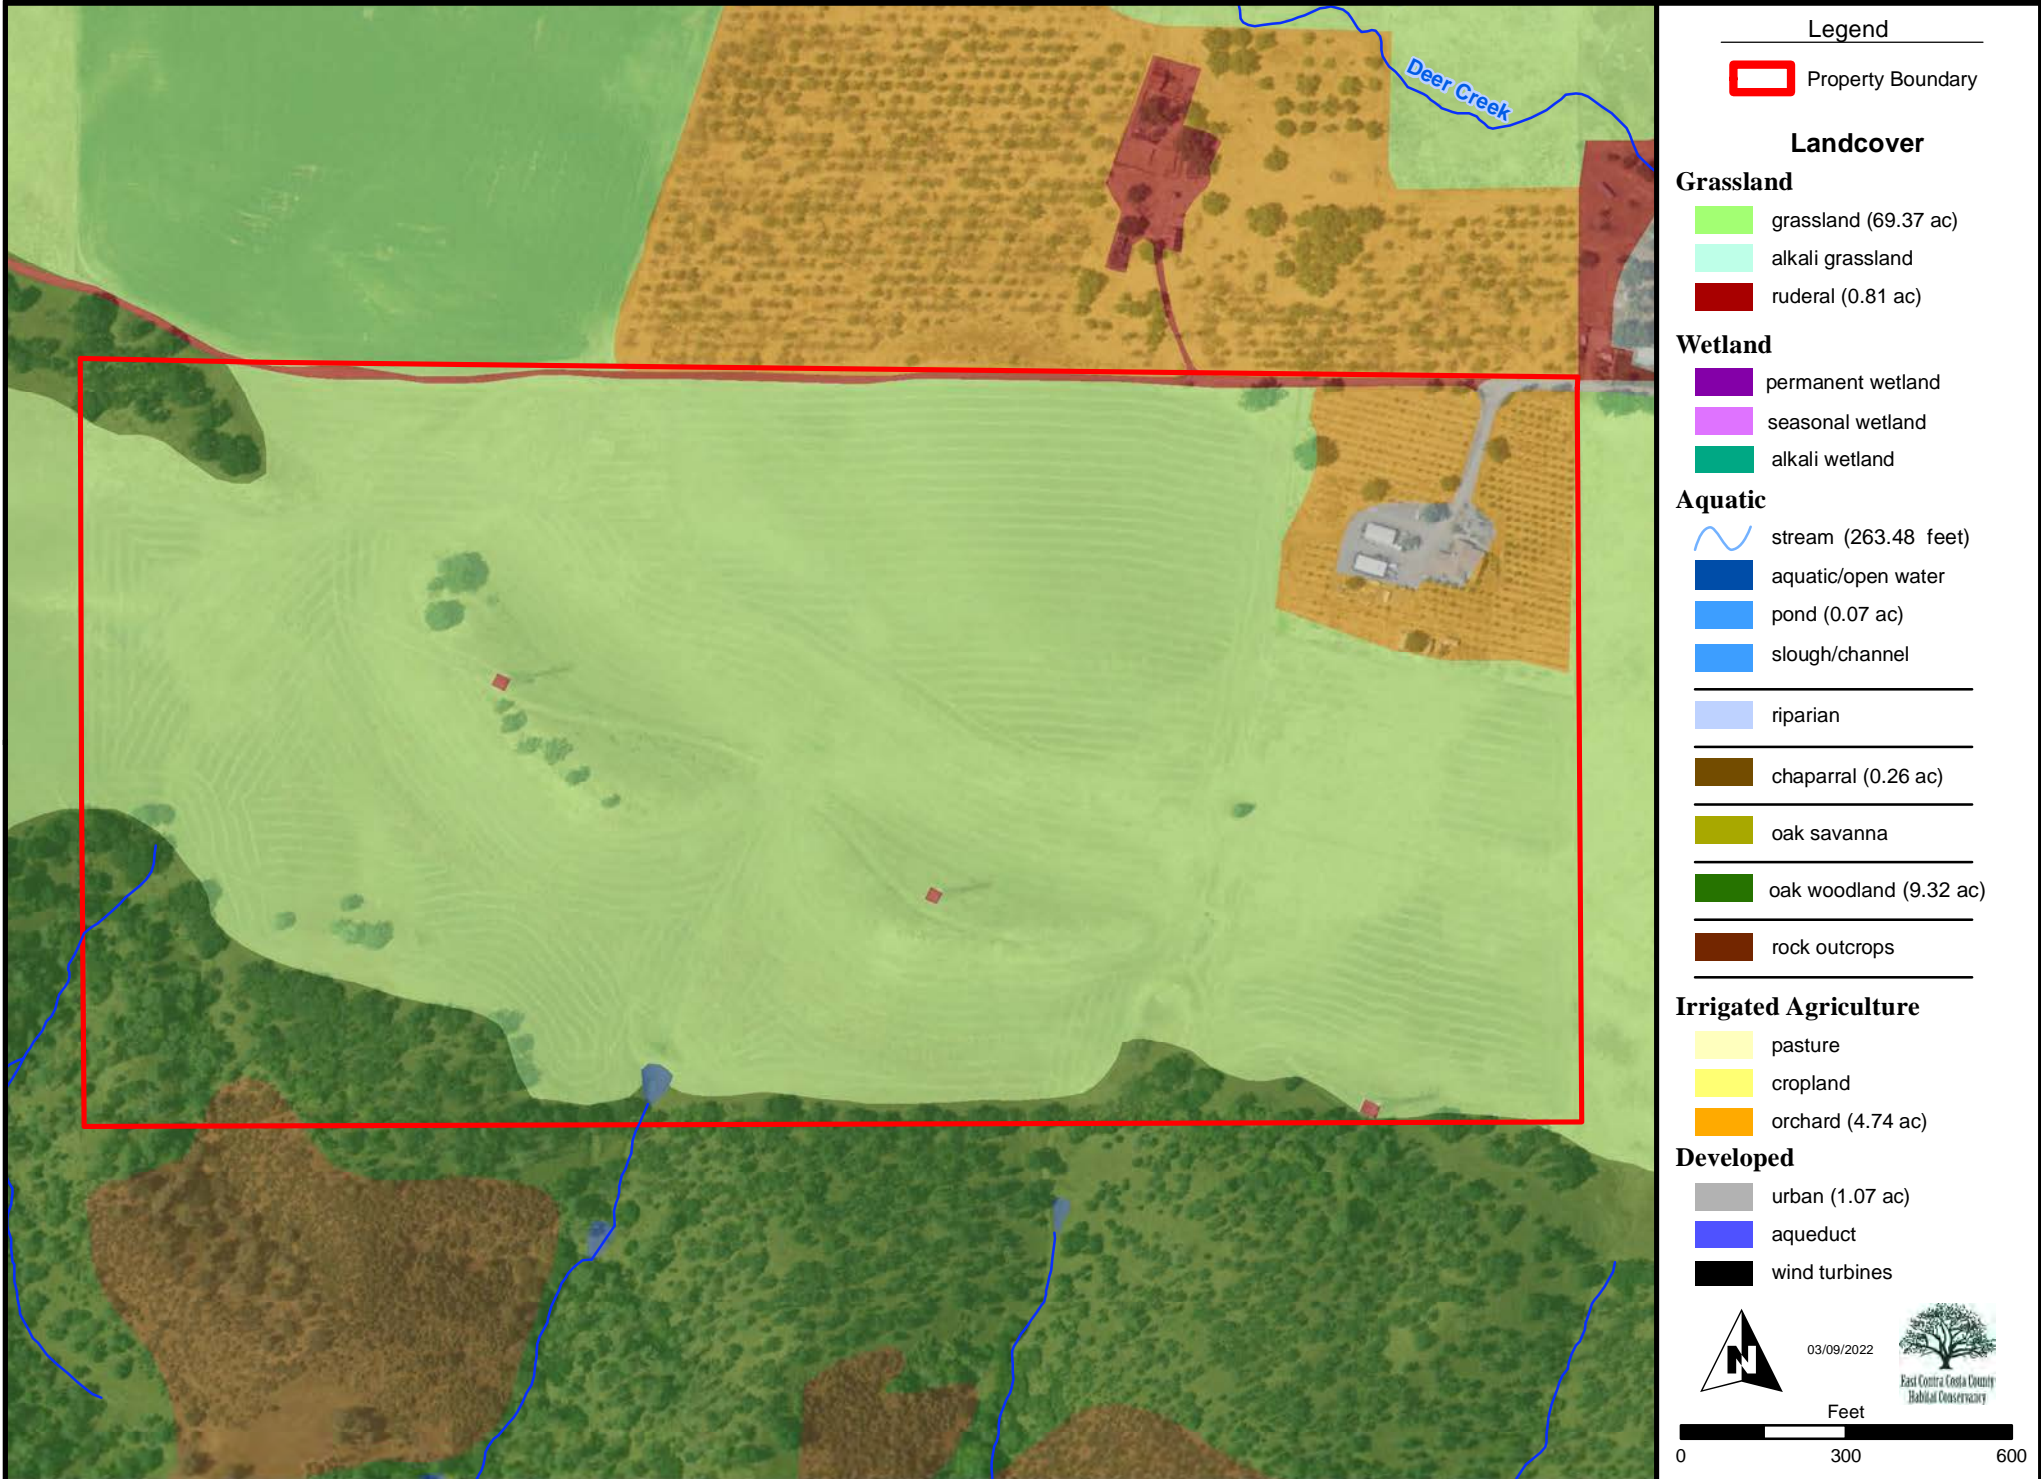 Deer Creek
Legend
Property Boundary
Landcover
Grassland
grassland (69.37 ac)
alkali grassland
ruderal (0.81 ac)
Wetland
permanent wetland
seasonal wetland
alkali wetland
Aquatic
stream (263.48 feet)
aquatic/open water
pond (0.07 ac)
slough/channel
riparian
chaparral (0.26 ac)
oak savanna
oak woodland (9.32 ac)
rock outcrops
Irrigated Agriculture
pasture
cropland
orchard (4.74 ac)
Developed
urban (1.07 ac)
aqueduct
wind turbines
N
03/09/2022
East Contra Costa County
Habitat Conservancy
Feet
0 300 600